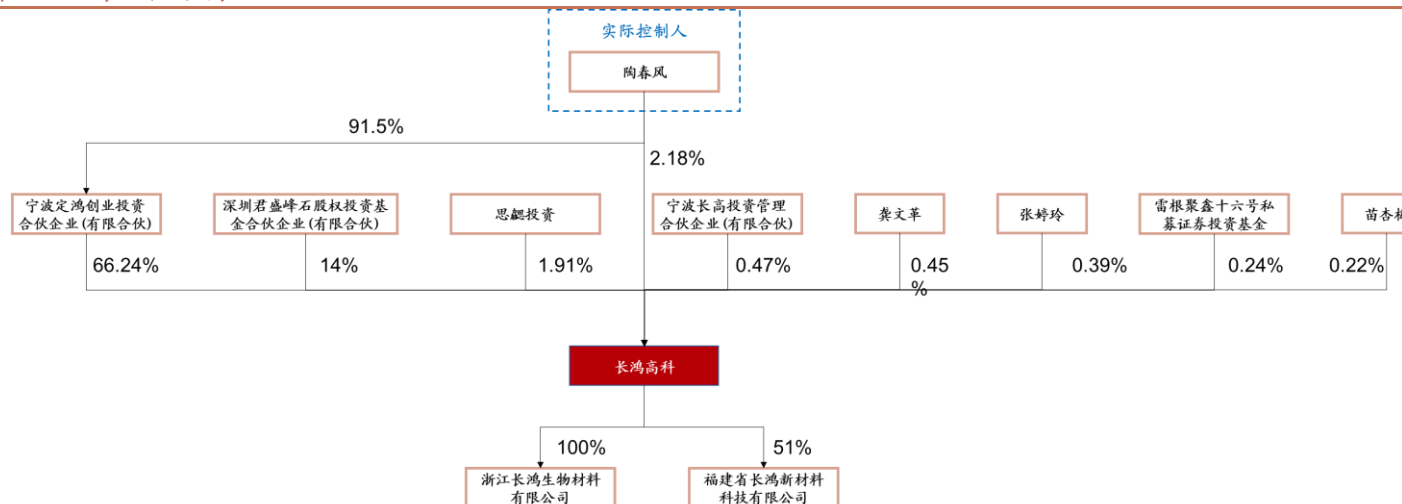 实际控制人
陶春风
91.5%
2.18%
宁波定鸿创业投资
合伙企业(有限合伙)
深圳君盛峰石股权投资基
金合伙企业(有限合伙)
思勰投资
宁波长高投资管理
合伙企业(有限合伙)
龚文革
张婷玲
雷根聚鑫十六号私
募证券投资基金
苗杏梅
66.24%
14%
1.91%
0.47%
0.45
%
0.39%
0.24%
0.22%
长鸿高科
100%
51%
浙江长鸿生物材料
有限公司
福建省长鸿新材料
科技有限公司